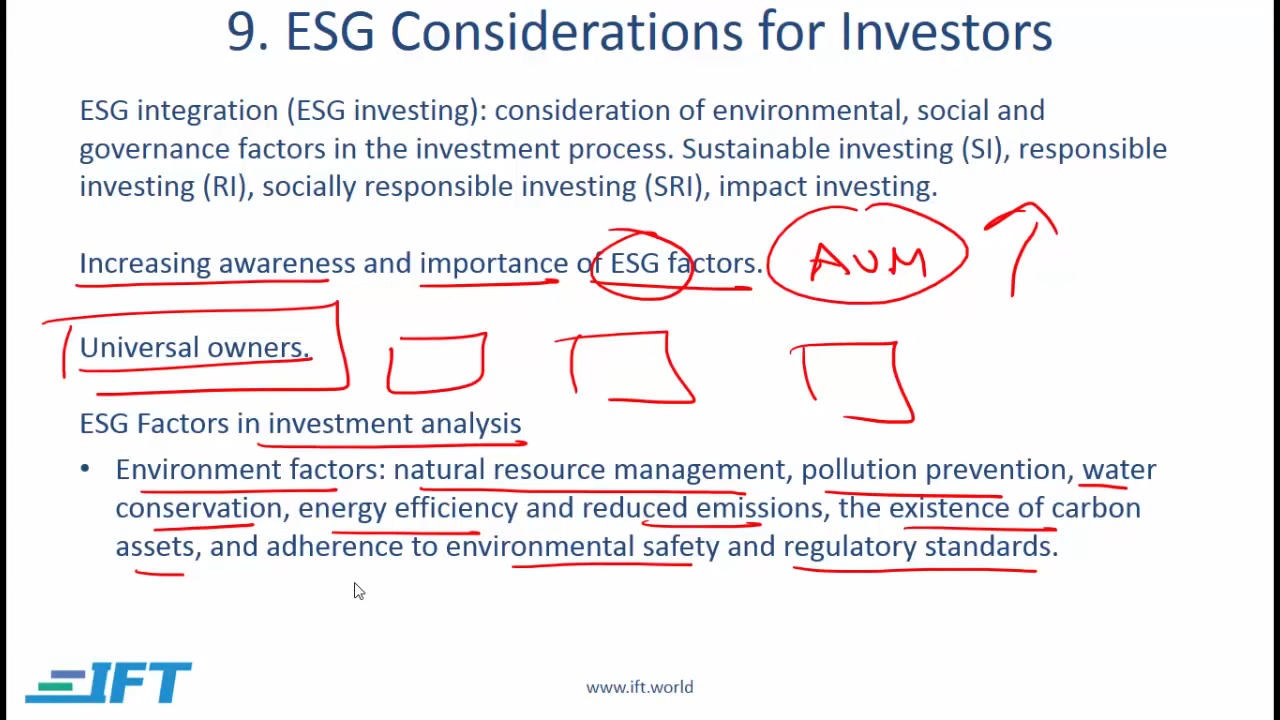 9. ESG Considerations for Investors
ESG integration (ESG investing): consideration of environmental, social and
governance factors in the investment process. Sustainable investing (SI), responsible
investing (RI), socially responsible investing (SRI), impact investing.
Increasing awareness and importance of ESG factors. AUM
Universal owners.
ESG Factors in investment analysis
• Environment factors: natural resource management, pollution prevention, water
conservation, energy efficiency and reduced emissions, the existence of carbon
assets, and adherence to environmental safety and regulatory standards.
IFT
www.ift.world